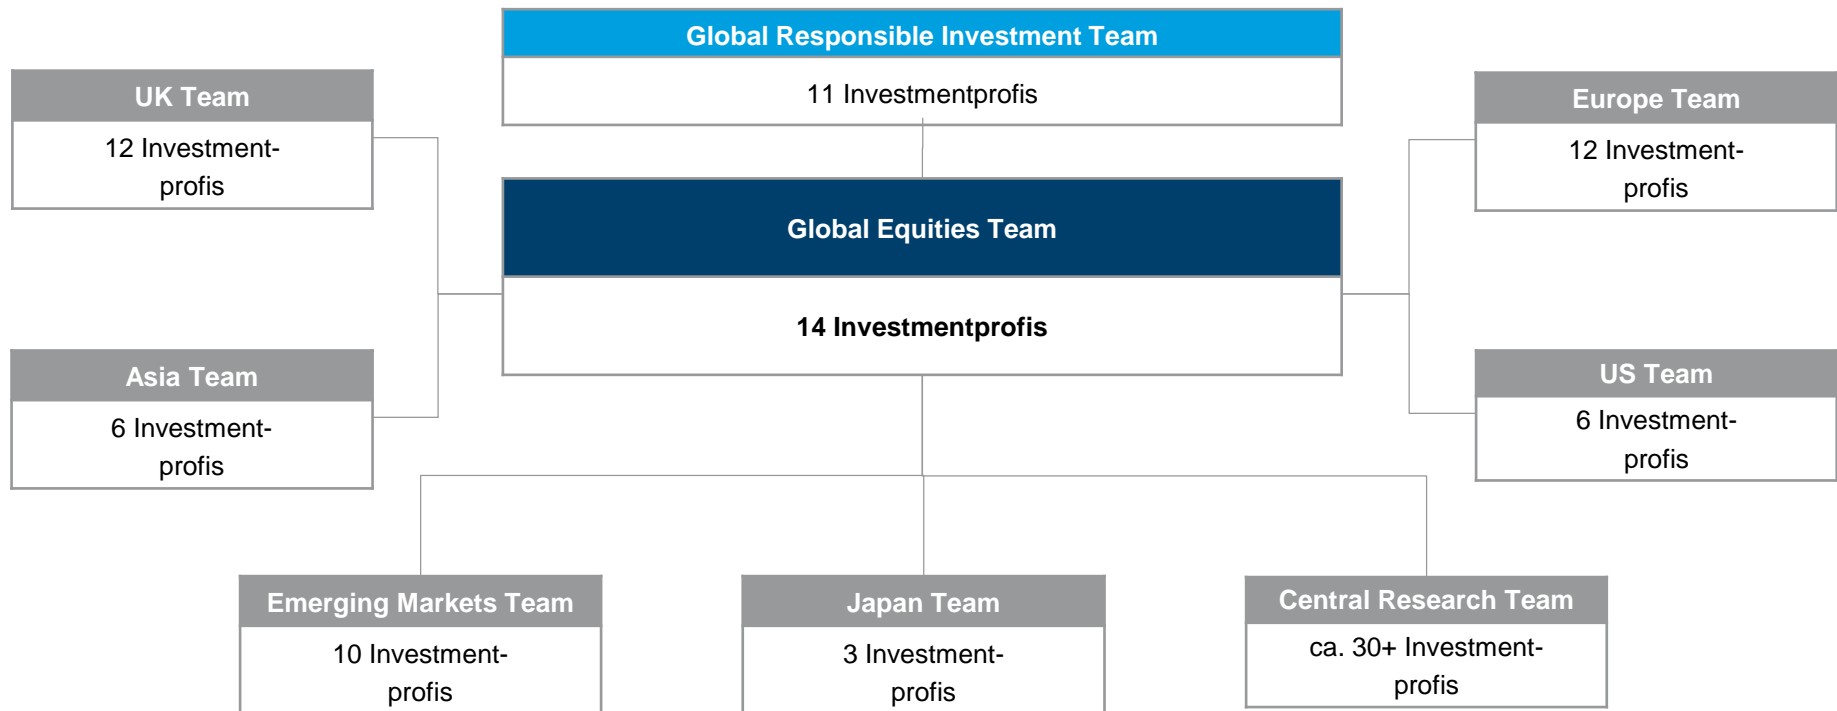 Global Responsible Investment Team
11 Investmentprofis
UK Team
12 Investment-
profis
Europe Team
12 Investment-
profis
Global Equities Team
14 Investmentprofis
Asia Team
6 Investment-
profis
US Team
6 Investment-
profis
Emerging Markets Team
10 Investment-
profis
Japan Team
3 Investment-
profis
Central Research Team
ca. 30+ Investment-
profis